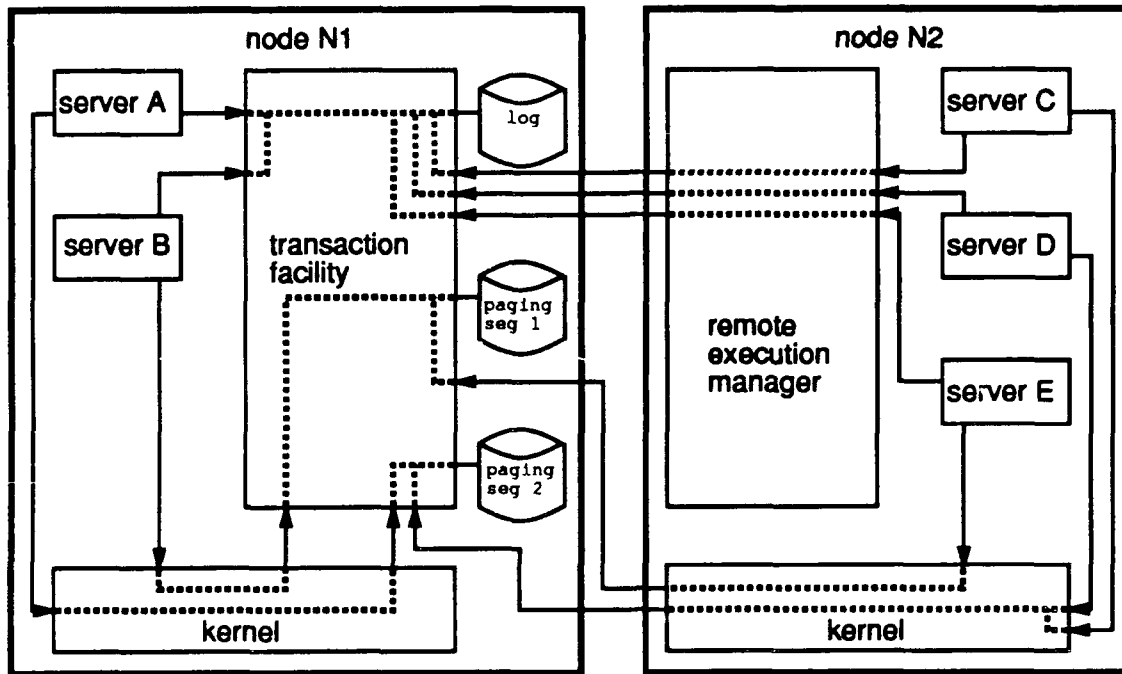 node N1
server A
log
server B
transaction
facility
paging
seg 1
paging
seg 2
kernel
node N2
server C
server D
remote
execution
manager
server E
kernel